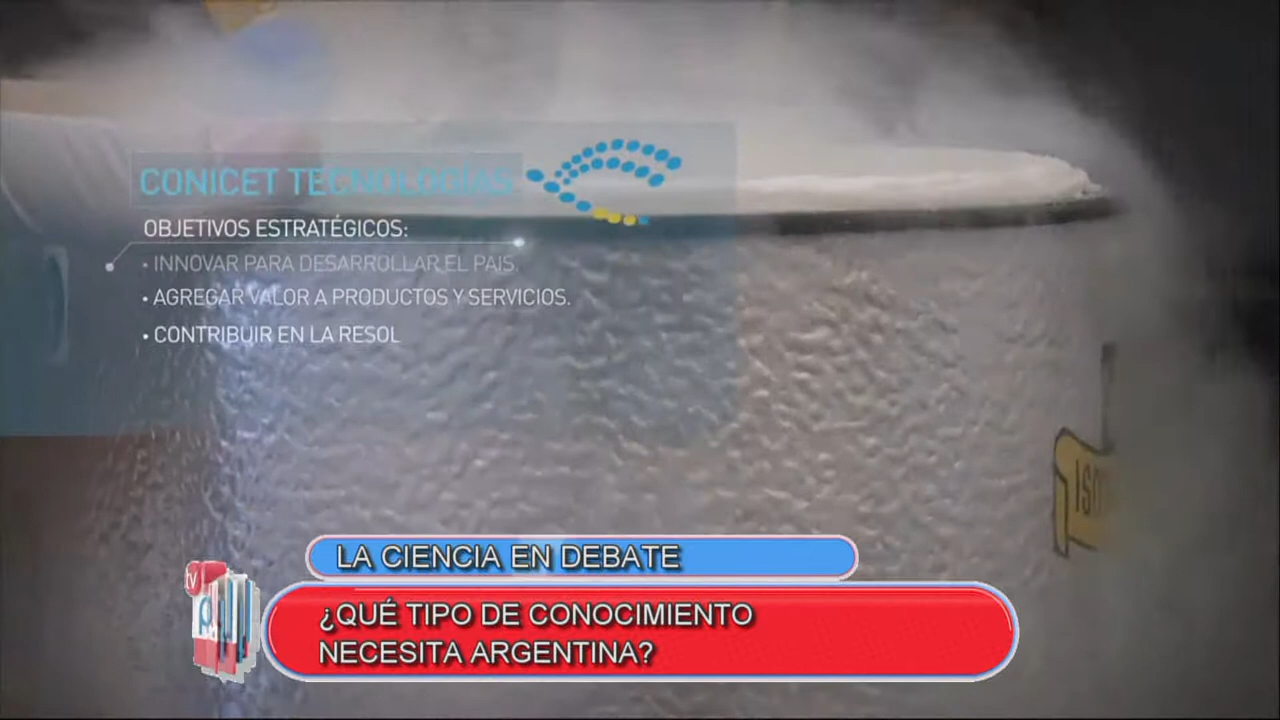 CONICET TECNOLOGÍAS
OBJETIVOS ESTRATÉGICOS:
• INNOVAR PARA DESARROLLAR EL PAIS.
• AGREGAR VALOR A PRODUCTOS Y SERVICIOS.
• CONTRIBUIR EN LA RESOL
LA CIENCIA EN DEBATE
tv
¿QUÉ TIPO DE CONOCIMIENTO
NECESITA ARGENTINA?